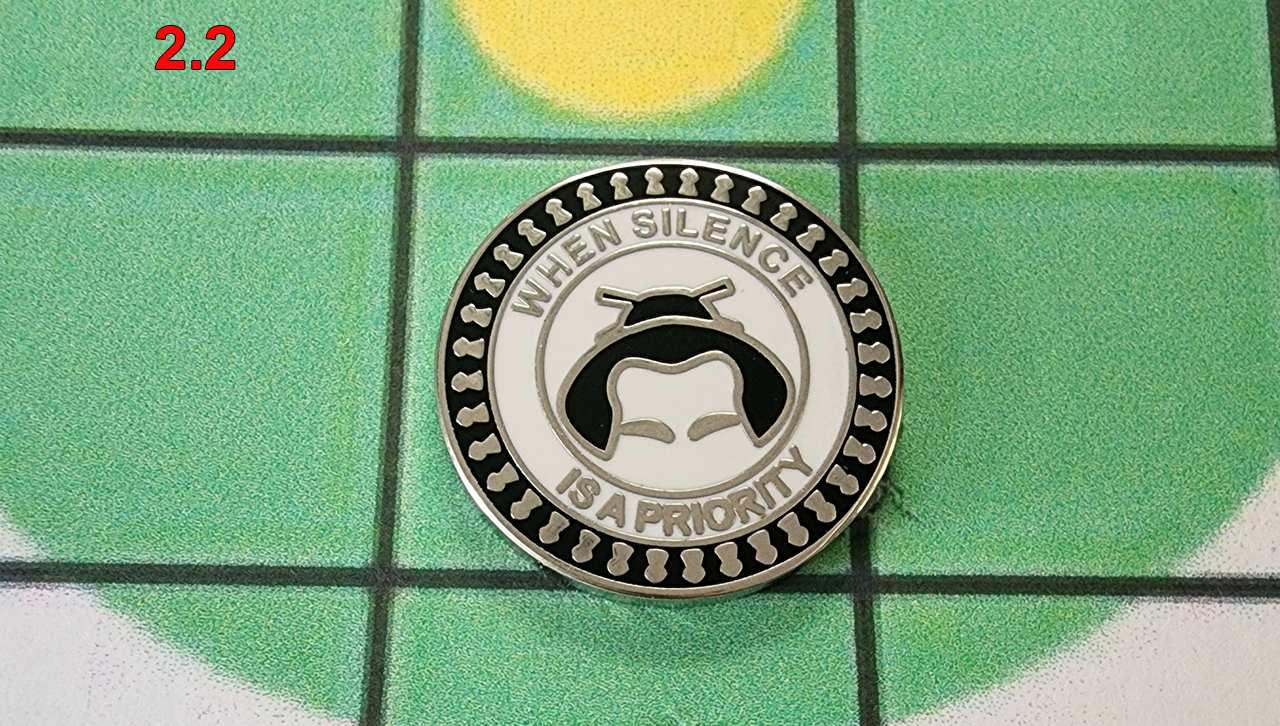 2.2
WHEN SILENCE
IS A PRIORITY